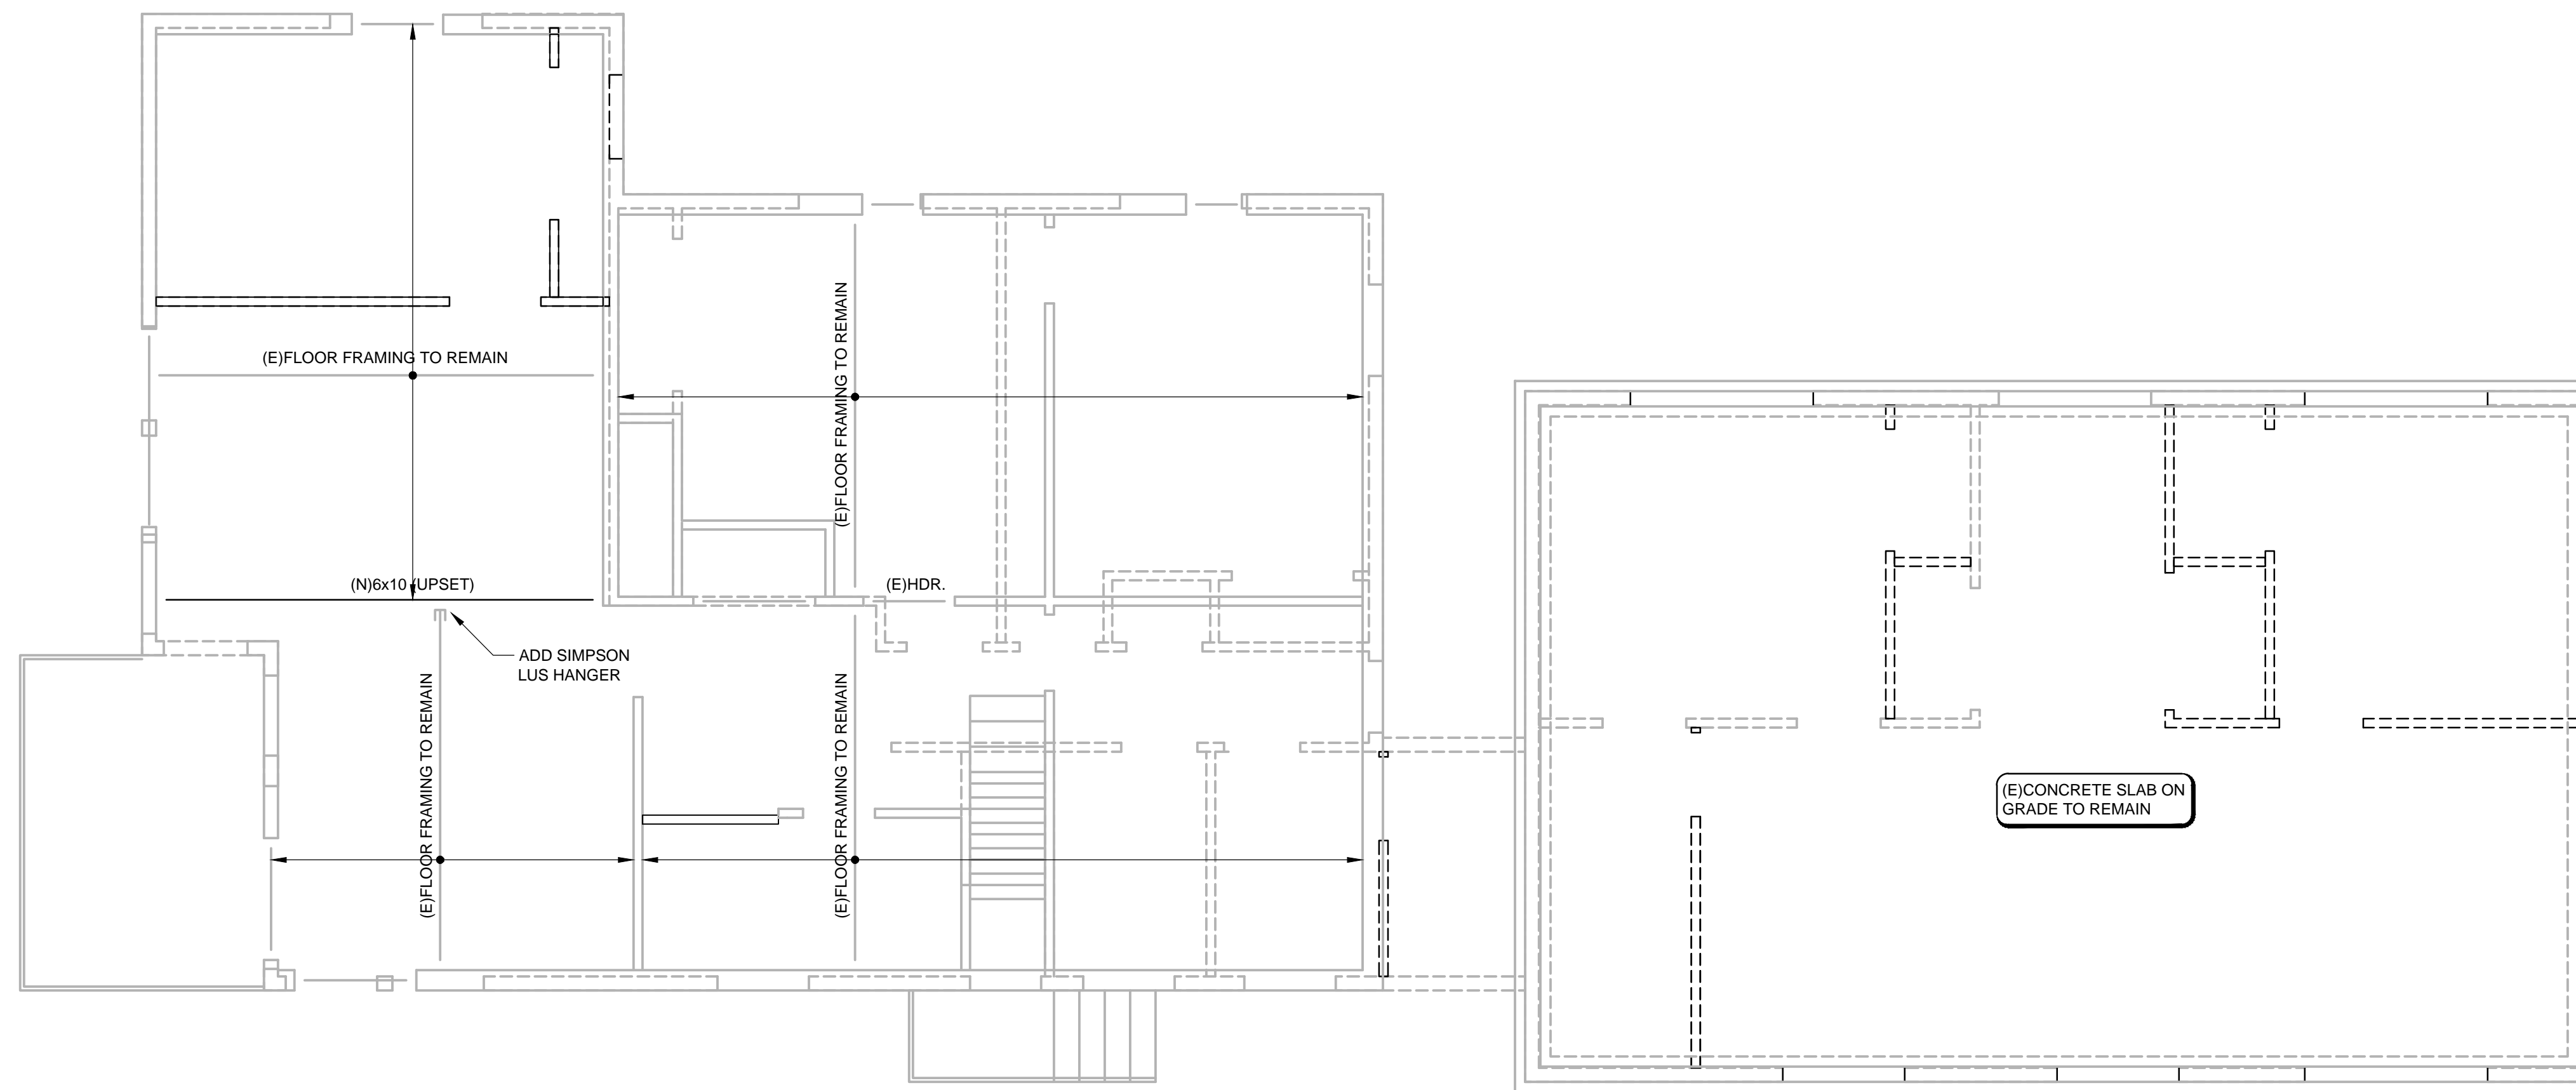 (E)FLOOR FRAMING TO REMAIN
(E)FLOOR FRAMING TO REMAIN
(N)6x10 (UPSET)
(E)HDR.
ADD SIMPSON
LUS HANGER
(E)FLOOR FRAMING TO REMAIN
(E)FLOOR FRAMING TO REMAIN
(E)CONCRETE SLAB ON
GRADE TO REMAIN